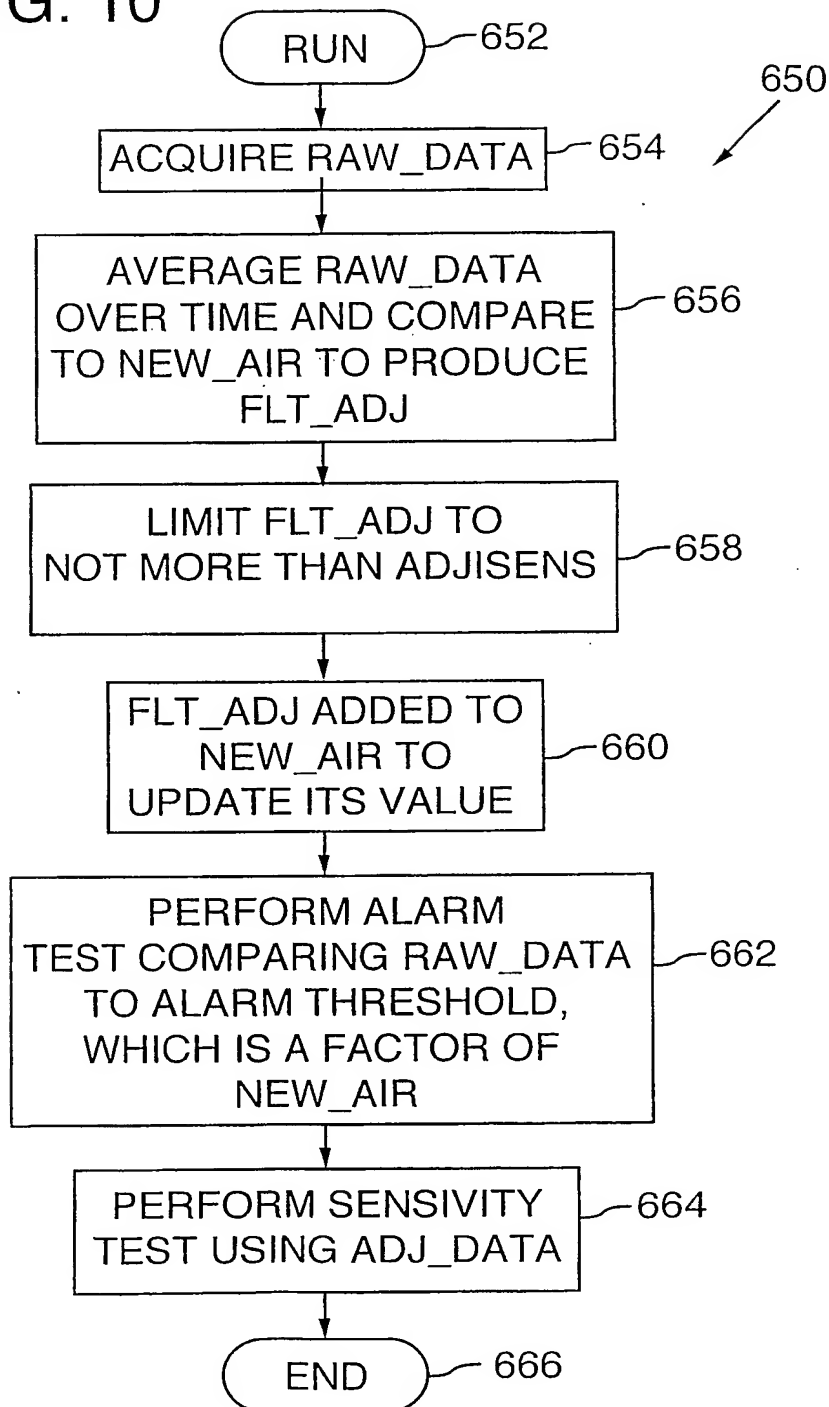 G. 10
RUN
652
650
ACQUIRE RAW_DATA
654
AVERAGE RAW_DATA
OVER TIME AND COMPARE
TO NEW_AIR TO PRODUCE
FLT_ADJ
656
LIMIT FLT_ADJ TO
NOT MORE THAN ADJISENS
658
FLT_ADJ ADDED TO
NEW_AIR TO
UPDATE ITS VALUE
660
PERFORM ALARM
TEST COMPARING RAW_DATA
TO ALARM THRESHOLD,
WHICH IS A FACTOR OF
NEW_AIR
662
PERFORM SENSIVITY
TEST USING ADJ_DATA
664
END
666